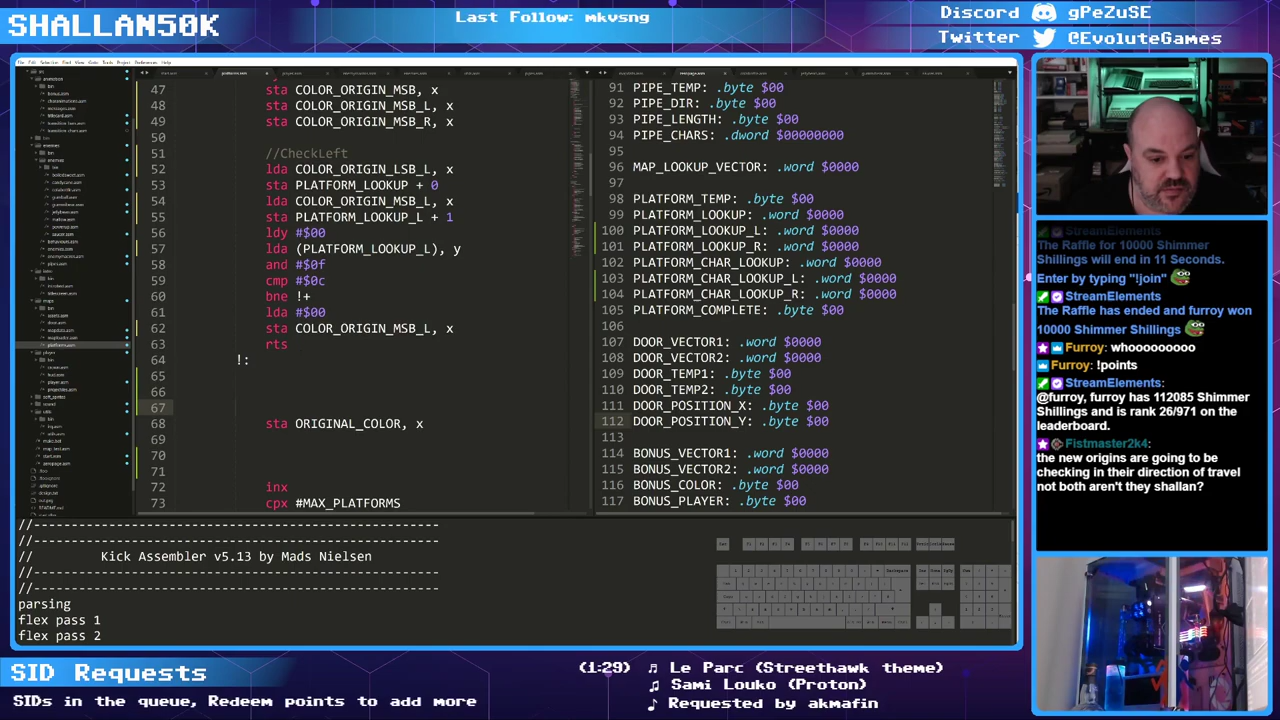 SHALLAN50K
Last Follow: mkvsng
Discord gPeZuSE
Twitter @EvoluteGames
47 sta COLOR_ORIGIN_MSB, x
48 sta COLOR_ORIGIN_MSB_L, x
49 sta COLOR_ORIGIN_MSB_R, x
50
51 //ChackLeft
52 lda COLOR_ORIGIN_LSB_L, x
53 sta PLATFORM_LOOKUP + 0
54 lda COLOR_ORIGIN_MSB_L, x
55 sta PLATFORM_LOOKUP_L + 1
56 ldy #$00
57 lda (PLATFORM_LOOKUP_L), y
58 and #$0f
59 cmp #$0c
60 bne !+
61 lda #$00
62 sta COLOR_ORIGIN_MSB_L, x
63 rts
64 !:
65
66
67
68 sta ORIGINAL_COLOR, x
69
70
71
72 inx
73 cpx #MAX_PLATFORMS
91 PIPE_TEMP: .byte $00
92 PIPE_DIR: .byte $00
93 PIPE_LENGTH: .byte $00
94 PIPE_CHARS: .dword $00000000
95
96 MAP_LOOKUP_VECTOR: .word $0000
97
98 PLATFORM_TEMP: .byte $00
99 PLATFORM_LOOKUP: .word $0000
100 PLATFORM_LOOKUP_L: .word $0000
101 PLATFORM_LOOKUP_R: .word $0000
102 PLATFORM_CHAR_LOOKUP: .word $0000
103 PLATFORM_CHAR_LOOKUP_L: .word $0000
104 PLATFORM_CHAR_LOOKUP_R: .word $0000
105 PLATFORM_COMPLETE: .byte $00
106
107 DOOR_VECTOR1: .word $0000
108 DOOR_VECTOR2: .word $0000
109 DOOR_TEMP1: .byte $00
110 DOOR_TEMP2: .byte $00
111 DOOR_POSITION_X: .byte $00
112 DOOR_POSITION_Y: .byte $00
113
114 BONUS_VECTOR1: .word $0000
115 BONUS_VECTOR2: .word $0000
116 BONUS_COLOR: .byte $00
117 BONUS_PLAYER: .byte $00
//------------------------------------------------------
//------------------------------------------------------
// Kick Assembler v5.13 by Mads Nielsen
//------------------------------------------------------
//------------------------------------------------------
parsing
flex pass 1
flex pass 2
StreamElements:
The Raffle for 10000 Shimmer
Shillings will end in 11 Seconds.
Enter by typing "!join"
StreamElements:
The Raffle has ended and furroy won
10000 Shimmer Shillings
Furroy: whooooooooo
Furroy: !points
StreamElements:
@furroy, furroy has 112085 Shimmer
Shillings and is rank 26/971 on the
leaderboard.
Fistmaster2k4:
the new origins are going to be
checking in their direction of travel
not both aren't they shallan?
SID Requests
SIDs in the queue, Redeem points to add more
(1:29) ♫ Le Parc (Streethawk theme)
♫ Sami Louko (Proton)
♪ Requested by akmafin